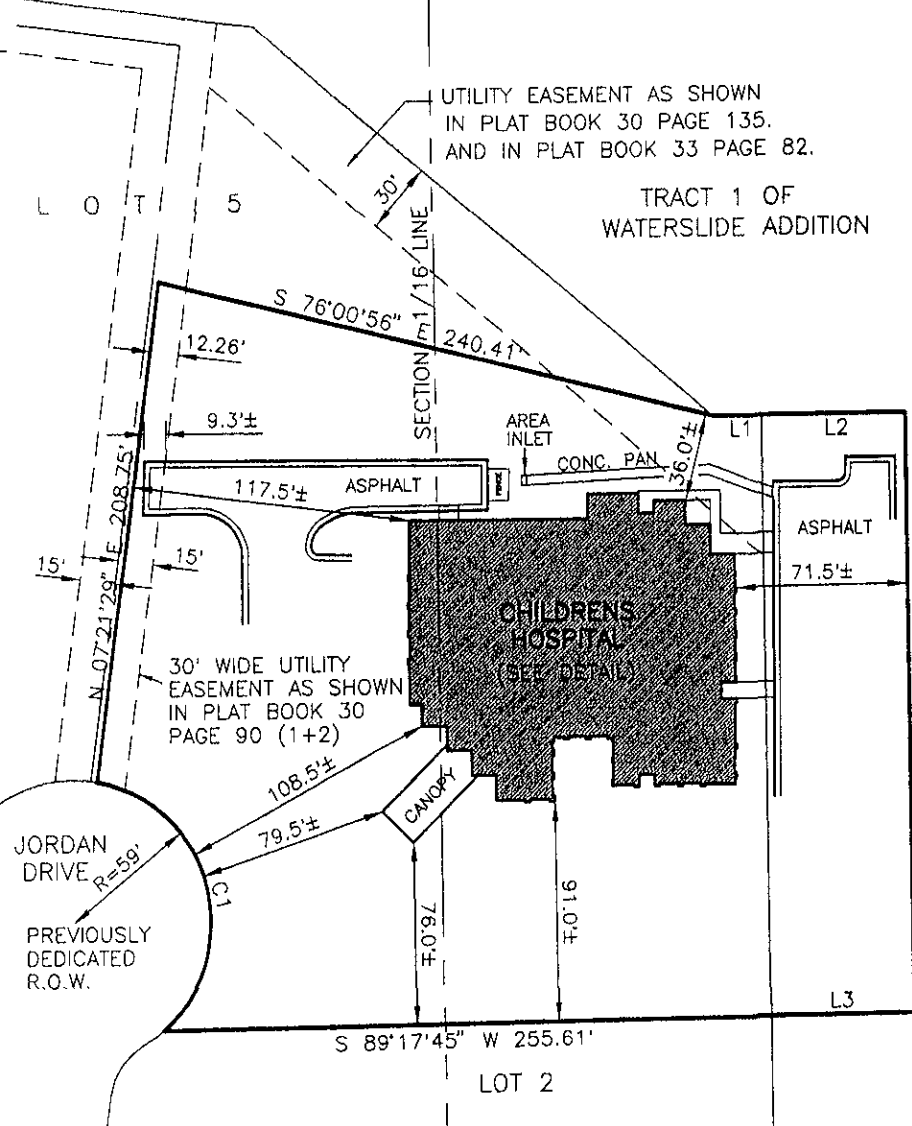 UTILITY EASEMENT AS SHOWN
IN PLAT BOOK 30 PAGE 135.
AND IN PLAT BOOK 33 PAGE 82.
TRACT 1 OF
WATERSLIDE ADDITION
30'
LOT 5
SECTION 1/16 LINE
S 76°00'56" E 240.41'
12.26'
9.3'±
AREA
INLET
CONC. PAN
36.0'±
L1
L2
117.5'±
ASPHALT
ASPHALT
N 07°21'29" E 208.75'
15'
15'
71.5'±
CHILDRENS
HOSPITAL
(SEE DETAIL)
30' WIDE UTILITY
EASEMENT AS SHOWN
IN PLAT BOOK 30
PAGE 90 (1+2)
108.5'±
79.5'±
CANOPY
JORDAN
DRIVE
R=59'
C1
PREVIOUSLY
DEDICATED
R.O.W.
76.0'±
91.0'±
L3
S 89°17'45" W 255.61'
LOT 2